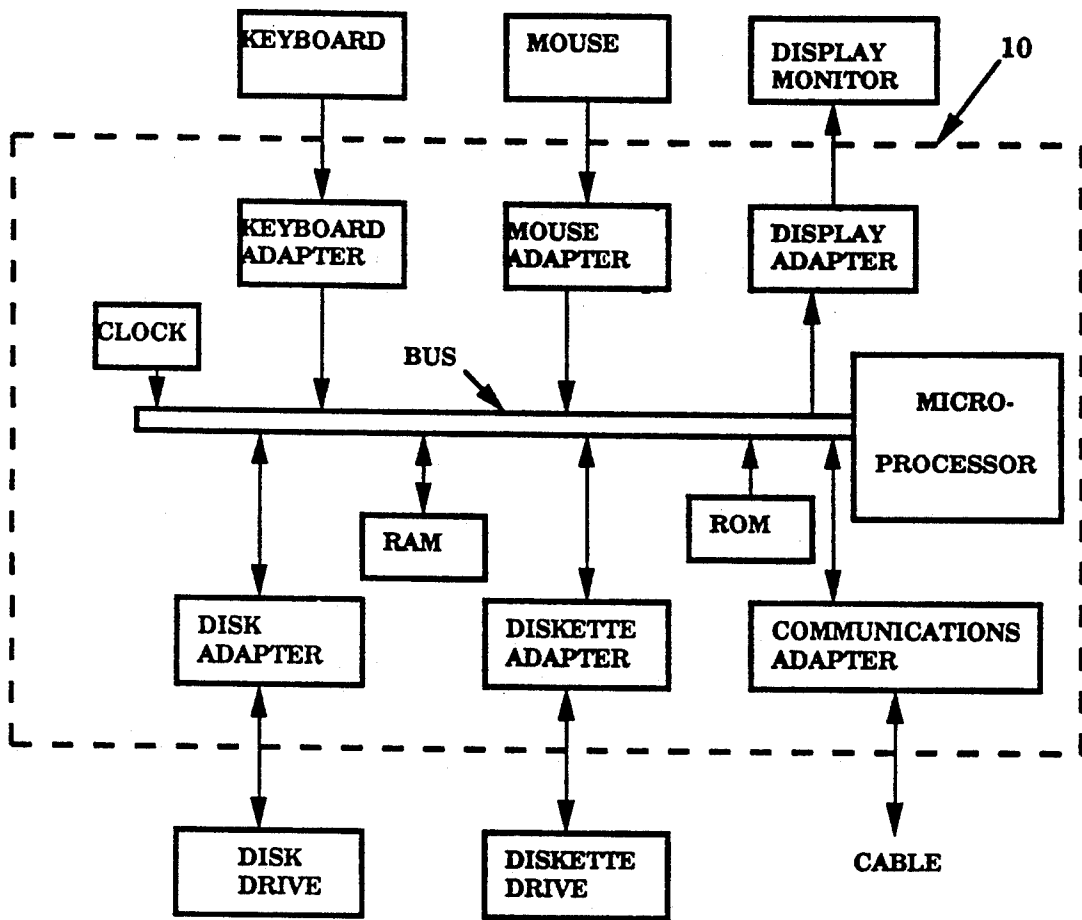 KEYBOARD
MOUSE
DISPLAY
MONITOR
10
KEYBOARD
ADAPTER
MOUSE
ADAPTER
DISPLAY
ADAPTER
CLOCK
BUS
MICRO-
PROCESSOR
RAM
ROM
DISK
ADAPTER
DISKETTE
ADAPTER
COMMUNICATIONS
ADAPTER
DISK
DRIVE
DISKETTE
DRIVE
CABLE